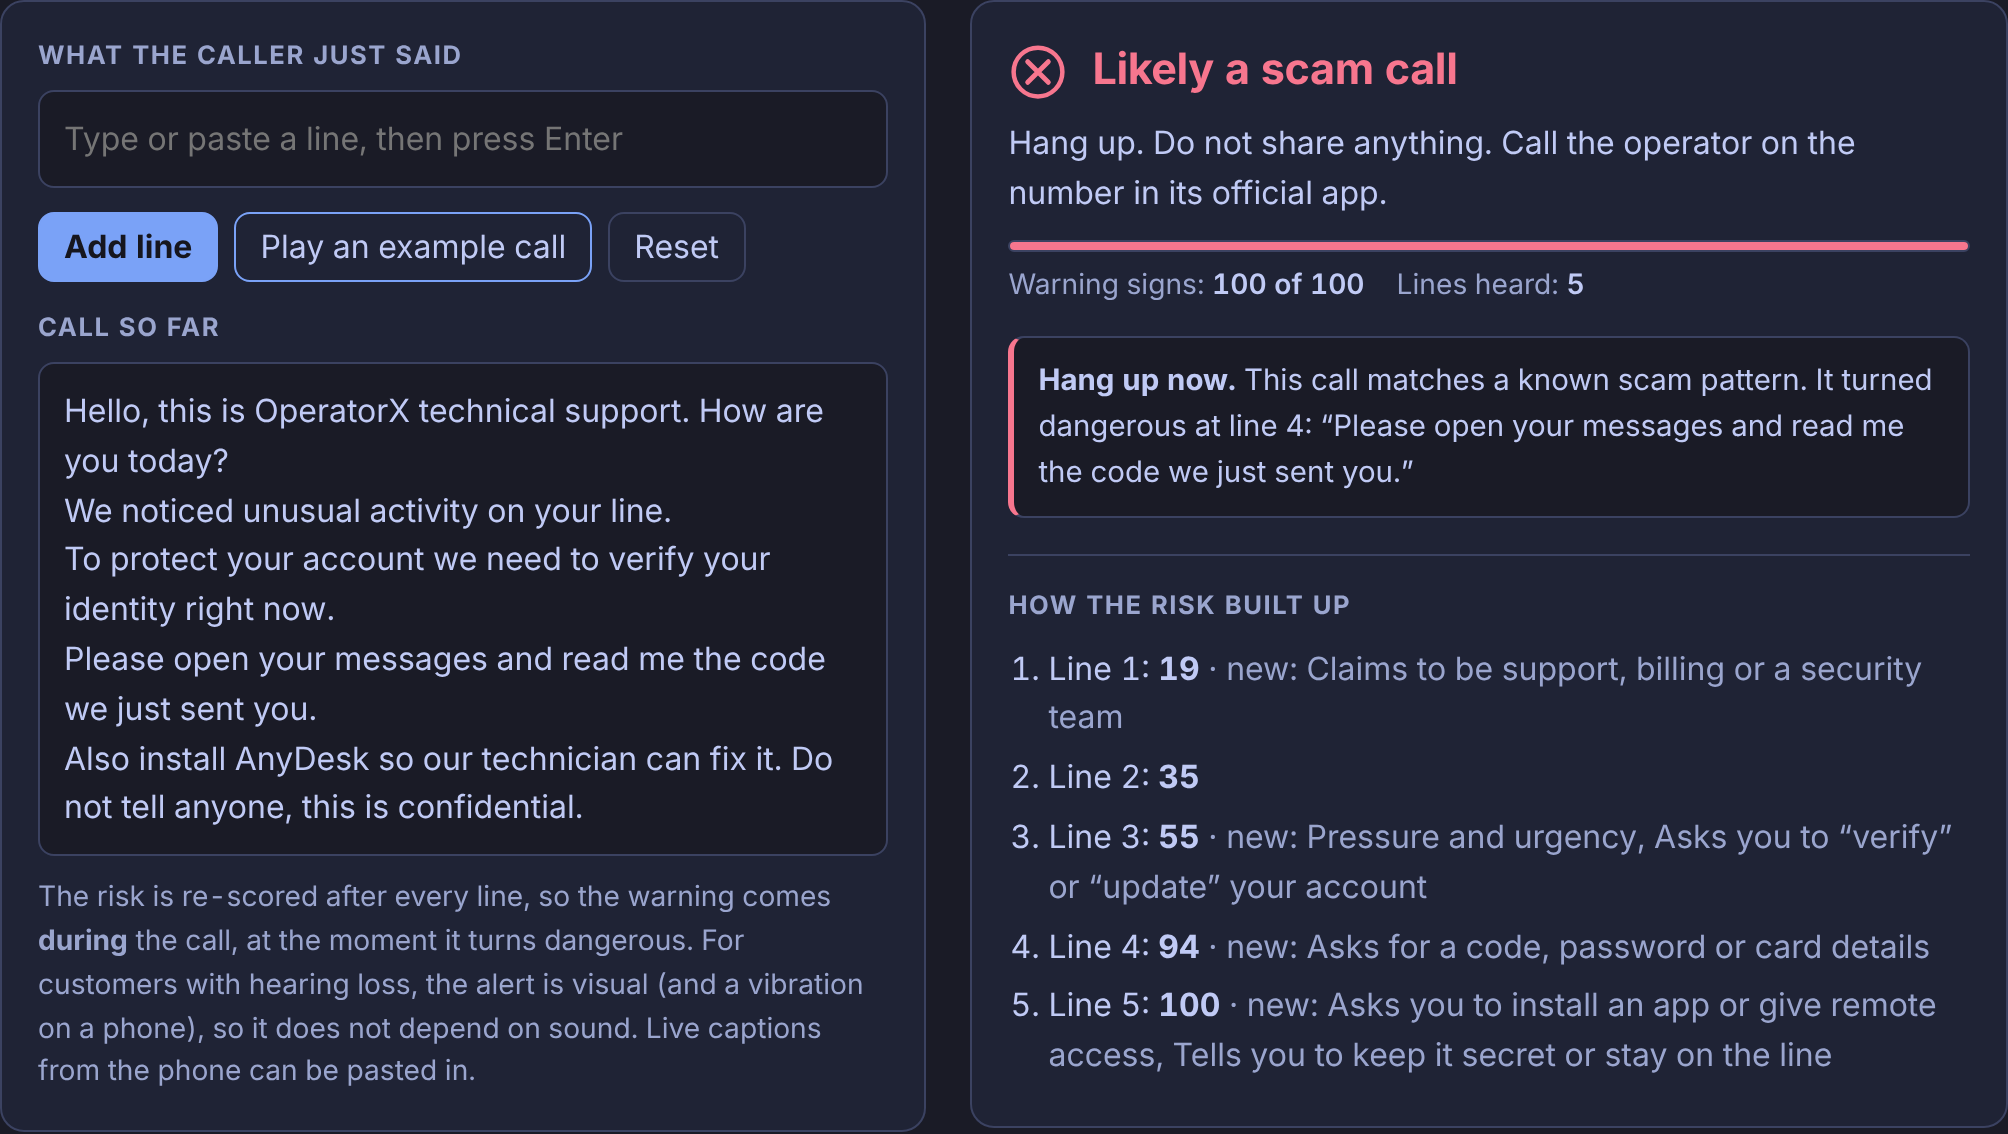 WHAT THE CALLER JUST SAID
Type or paste a line, then press Enter
Add line
Play an example call
Reset
CALL SO FAR
Hello, this is OperatorX technical support. How are
you today?
We noticed unusual activity on your line.
To protect your account we need to verify your
identity right now.
Please open your messages and read me the code
we just sent you.
Also install AnyDesk so our technician can fix it. Do
not tell anyone, this is confidential.
The risk is re-scored after every line, so the warning comes
during the call, at the moment it turns dangerous. For
customers with hearing loss, the alert is visual (and a vibration
on a phone), so it does not depend on sound. Live captions
from the phone can be pasted in.
Likely a scam call
Hang up. Do not share anything. Call the operator on the
number in its official app.
Warning signs: 100 of 100 Lines heard: 5
Hang up now. This call matches a known scam pattern. It turned
dangerous at line 4: “Please open your messages and read me
the code we just sent you.”
HOW THE RISK BUILT UP
1. Line 1: 19 · new: Claims to be support, billing or a security
team
2. Line 2: 35
3. Line 3: 55 · new: Pressure and urgency, Asks you to “verify”
or “update” your account
4. Line 4: 94 · new: Asks for a code, password or card details
5. Line 5: 100 · new: Asks you to install an app or give remote
access, Tells you to keep it secret or stay on the line